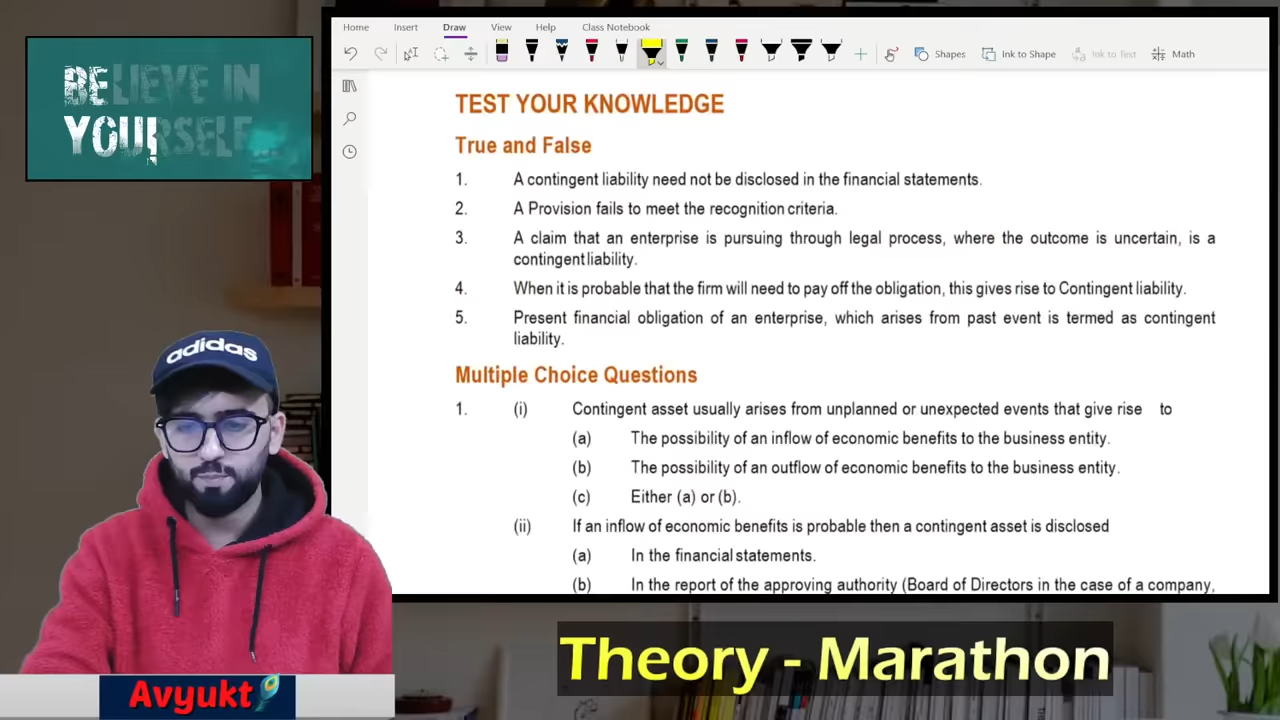 BELIEVE IN
YOURSELF
adidas
Avyukt
Home Insert Draw View Help Class Notebook
Shapes Ink to Shape Ink to Text Math
TEST YOUR KNOWLEDGE
True and False
1. A contingent liability need not be disclosed in the financial statements.
2. A Provision fails to meet the recognition criteria.
3. A claim that an enterprise is pursuing through legal process, where the outcome is uncertain, is a
contingent liability.
4. When it is probable that the firm will need to pay off the obligation, this gives rise to Contingent liability.
5. Present financial obligation of an enterprise, which arises from past event is termed as contingent
liability.
Multiple Choice Questions
1. (i) Contingent asset usually arises from unplanned or unexpected events that give rise to
(a) The possibility of an inflow of economic benefits to the business entity.
(b) The possibility of an outflow of economic benefits to the business entity.
(c) Either (a) or (b).
(ii) If an inflow of economic benefits is probable then a contingent asset is disclosed
(a) In the financial statements.
(b) In the report of the approving authority (Board of Directors in the case of a company,
Theory - Marathon